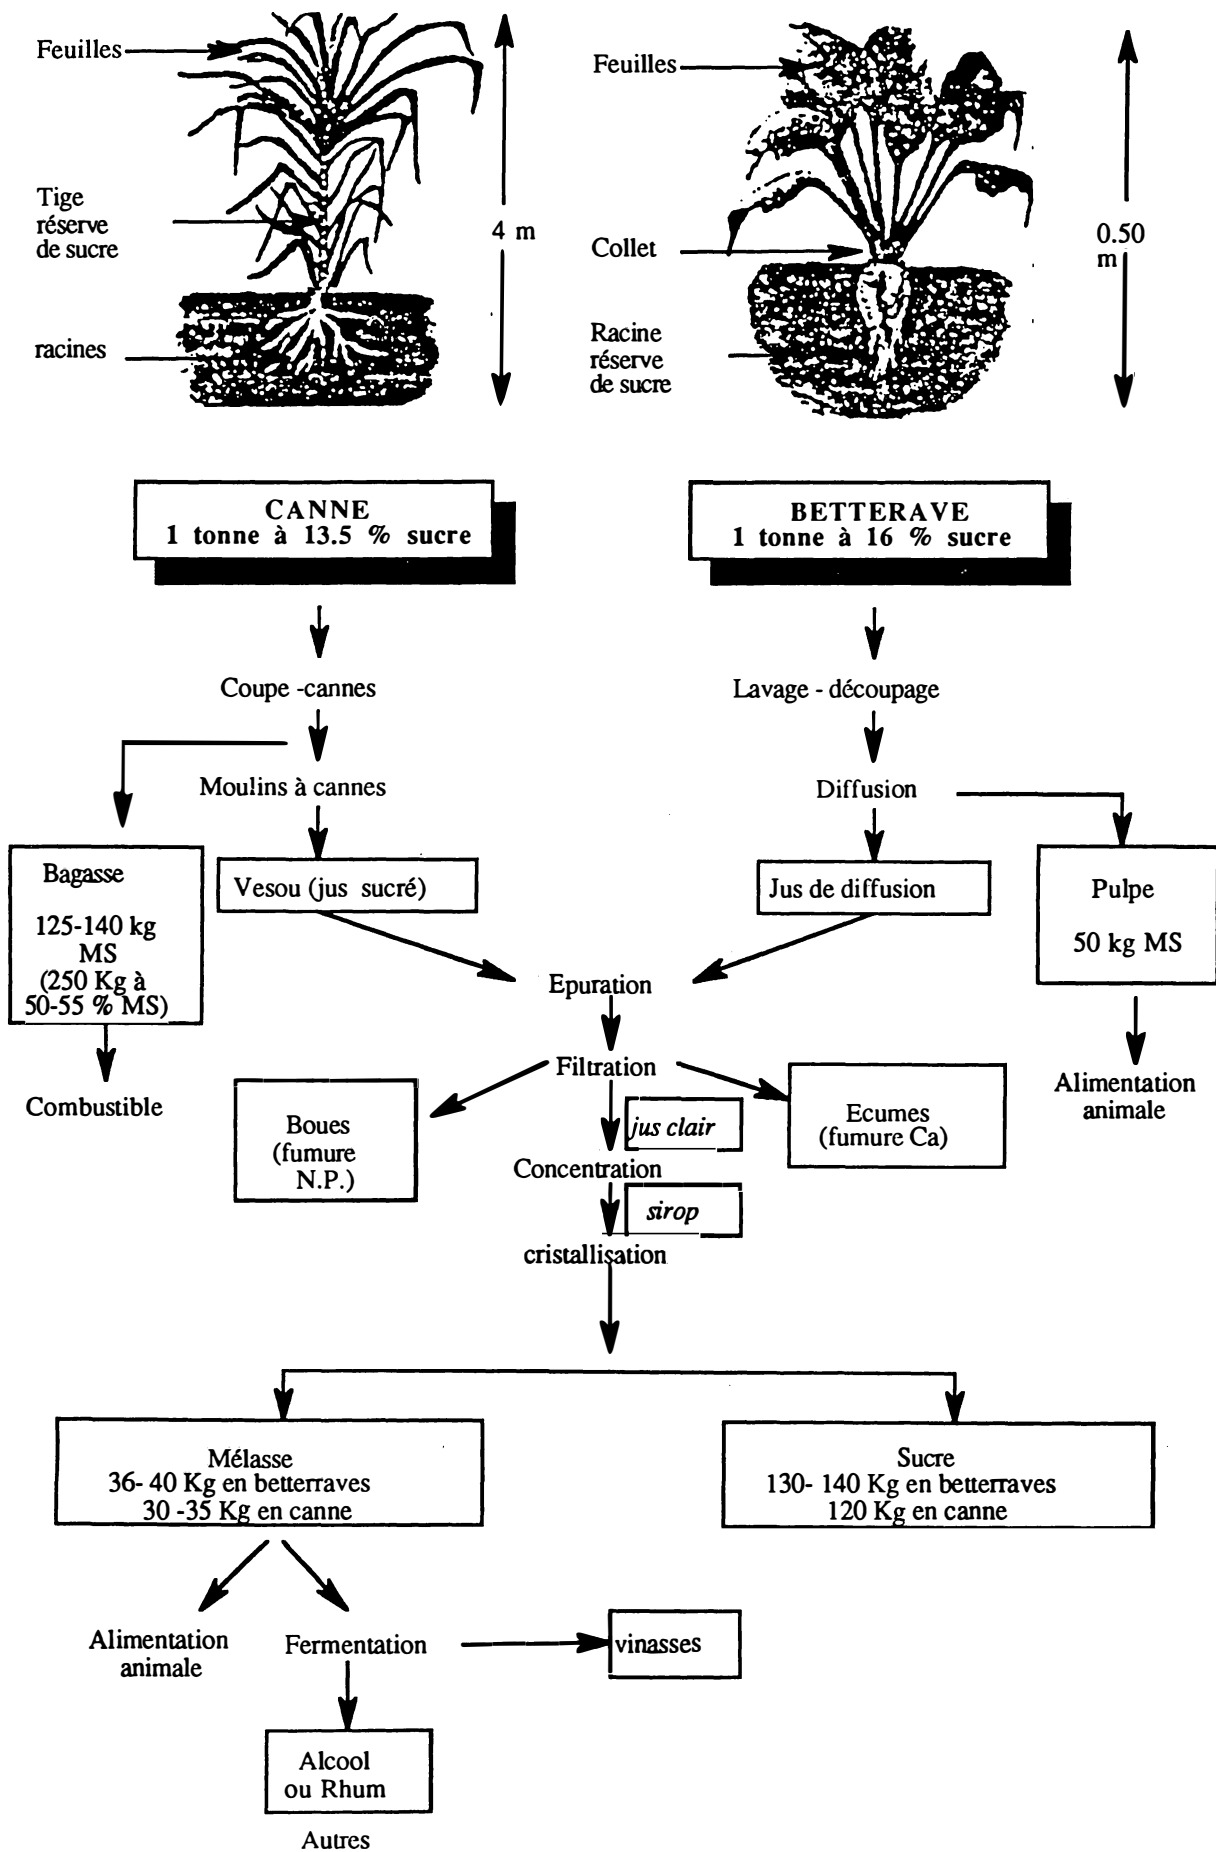 Feuilles
Tige
réserve
de sucre
racines
4 m
Feuilles
Collet
Racine
réserve
de sucre
0.50
m
CANNE
1 tonne à 13.5 % sucre
BETTERAVE
1 tonne à 16 % sucre
Coupe -cannes
Lavage - découpage
Moulins à cannes
Diffusion
Bagasse
125-140 kg
MS
(250 Kg à
50-55 % MS)
Vesou (jus sucré)
Jus de diffusion
Pulpe
50 kg MS
Epuration
Combustible
Filtration
Alimentation
animale
Boues
(fumure
N.P.)
jus clair
Ecumes
(fumure Ca)
Concentration
sirop
cristallisation
Mélasse
36- 40 Kg en betterraves
30 -35 Kg en canne
Sucre
130- 140 Kg en betterraves
120 Kg en canne
Alimentation
animale
Fermentation
vinasses
Alcool
ou Rhum
Autres